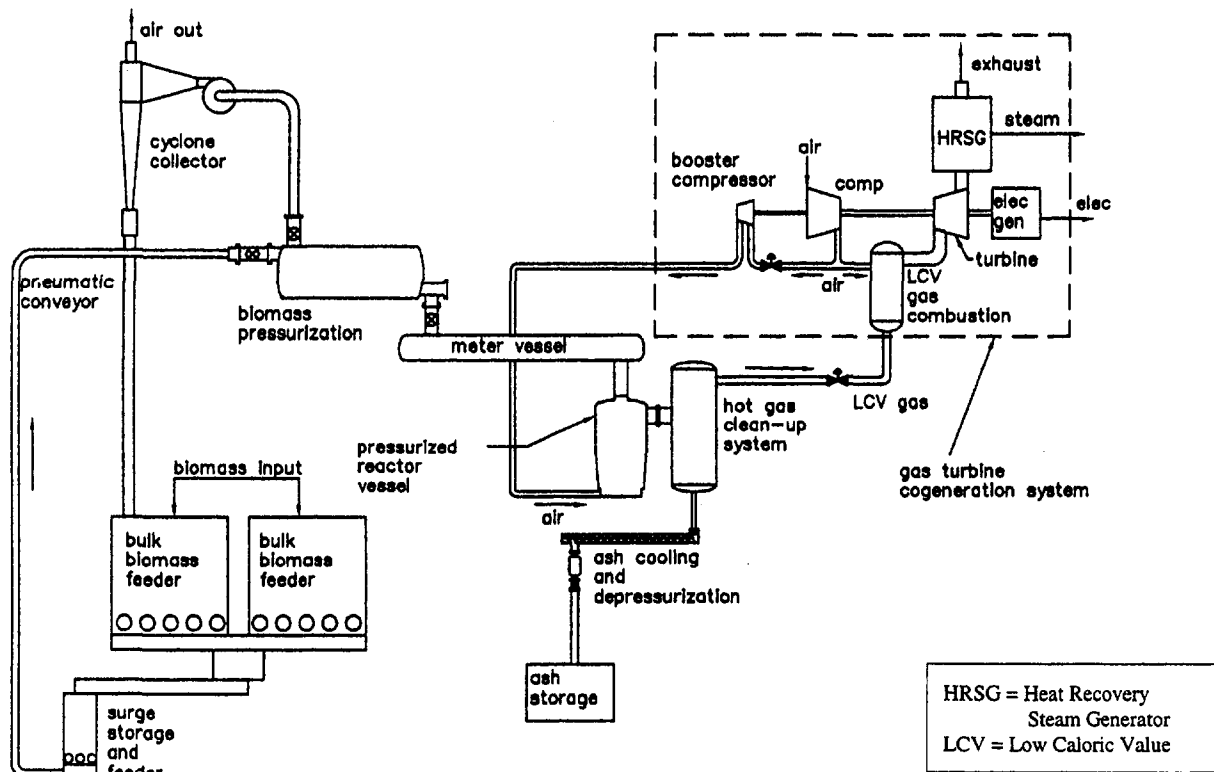 air out
cyclone
collector
pneumatic
conveyor
biomass
pressurization
meter vessel
pressurized
reactor
vessel
biomass input
bulk
biomass
feeder
bulk
biomass
feeder
surge
storage
and
feeder
air
hot gas
clean-up
system
ash cooling
and
depressurization
ash
storage
LCV gas
booster
compressor
air
comp
exhaust
HRSG
steam
elec
gen
elec
turbine
air
LCV
gas
combustion
gas turbine
cogeneration system
HRSG = Heat Recovery
Steam Generator
LCV = Low Caloric Value